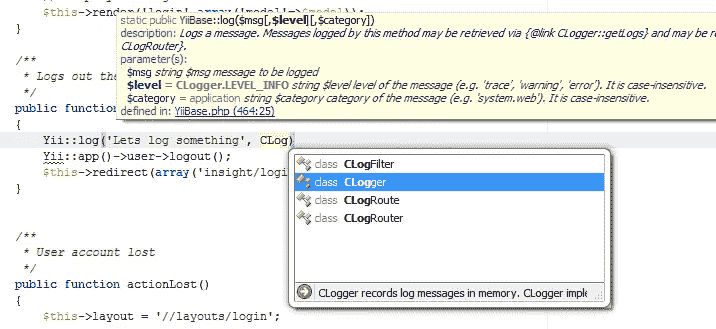 $this->render('login',array('model'=>$model));
static public YiiBase::log($msg[,$level][,$category])
}
description: Logs a message. Messages logged by this method may be retrieved via {@link CLogger::getLogs} and may be re
CLogRouter}.
parameter(s):
/**
$msg string $msg message to be logged
* Logs out the
$level = CLogger.LEVEL_INFO string $level level of the message (e.g. 'trace', 'warning', 'error'). It is case-insensitive.
*/
$category = application string $category category of the message (e.g. 'system.web'). It is case-insensitive.
public function
defined in: YiiBase.php (464:25)
{
Yii::log('Lets log something', CLog)
Yii::app()->user->logout();
$this->redirect(array('insight/logi
}
class CLogFilter
class CLogger
class CLogRoute
class CLogRouter
CLogger records log messages in memory. CLogger imple
/**
* User account lost
*/
public function actionLost()
{
$this->layout = '//layouts/login';